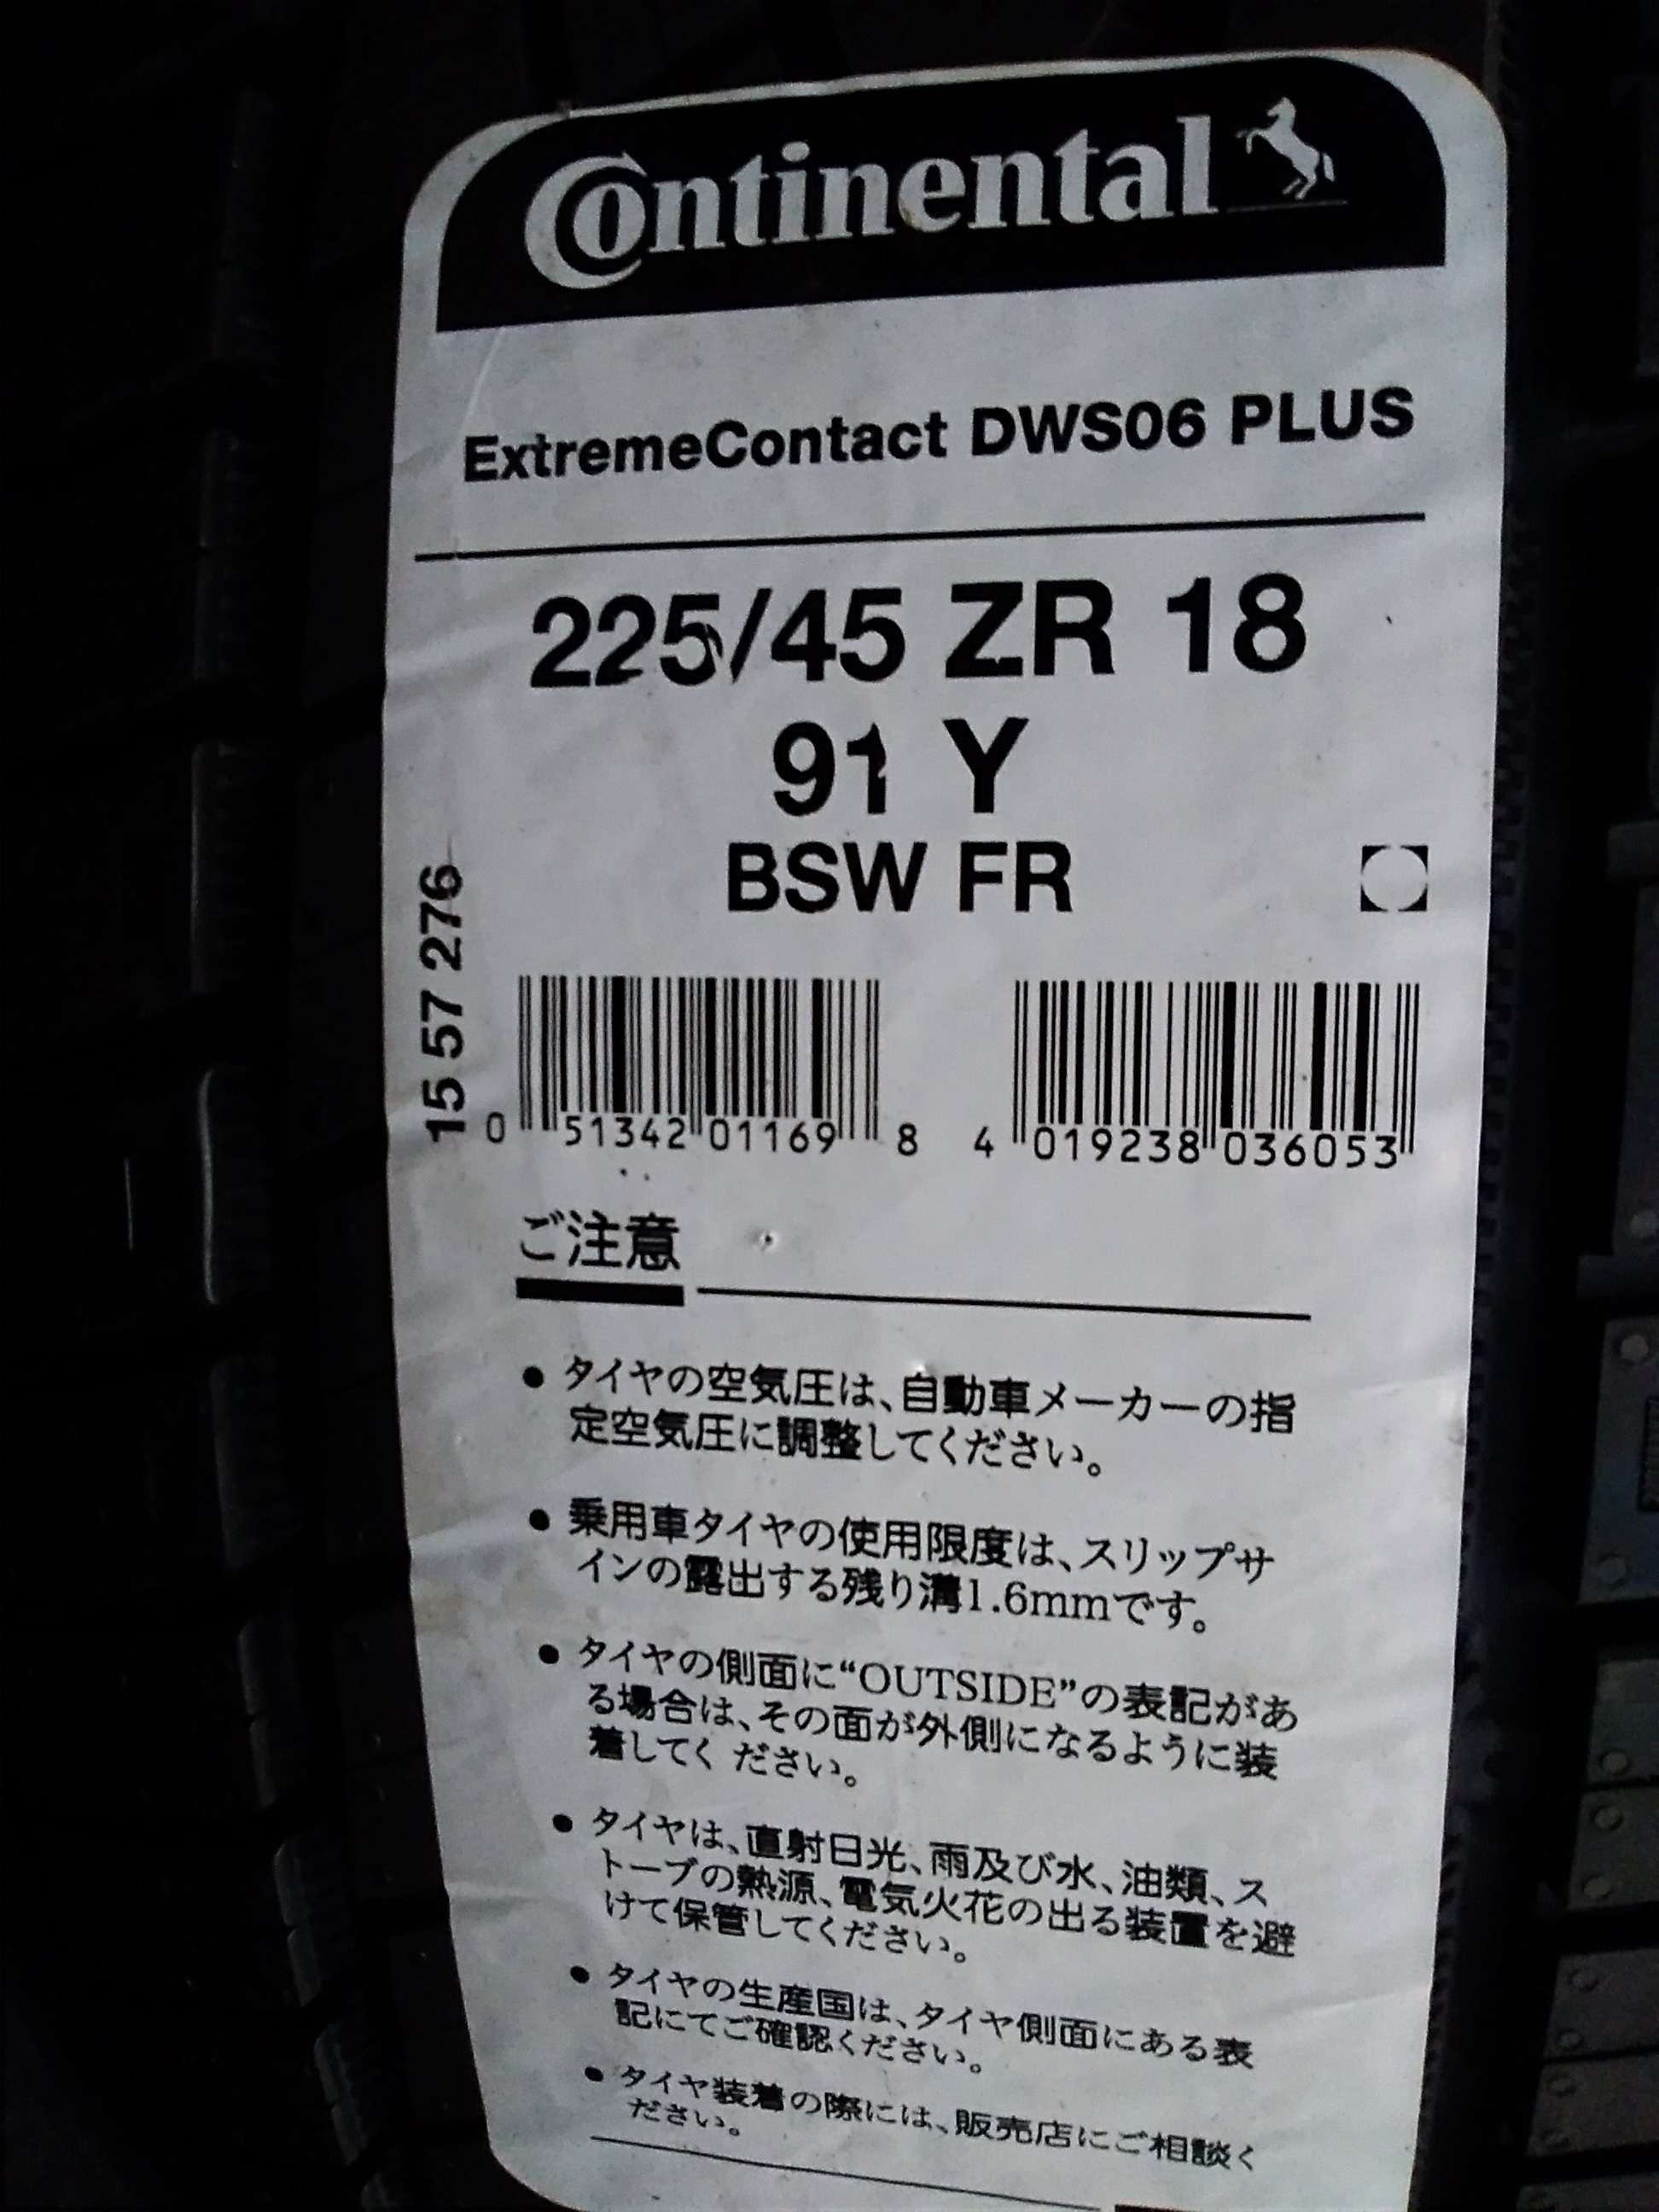 Continental
ExtremeContact DWS06 PLUS
225/45 ZR 18
91 Y
BSW FR
15 57 276
0 51342 01169 8
4 019238 036053
ご注意
● タイヤの空気圧は、自動車メーカーの指
定空気圧に調整してください。
● 乗用車タイヤの使用限度は、スリップサ
インの露出する残り溝1.6mmです。
● タイヤの側面に“OUTSIDE”の表記があ
る場合は、その面が外側になるように装
着してく ださい。
● タイヤは、直射日光、雨及び水、油類、ス
トーブの熱源、電気火花の出る装置を避
けて保管してください。
● タイヤの生産国は、タイヤ側面にある表
記にてご確認ください。
● タイヤ装着の際には、販売店にご相談く
ださい。